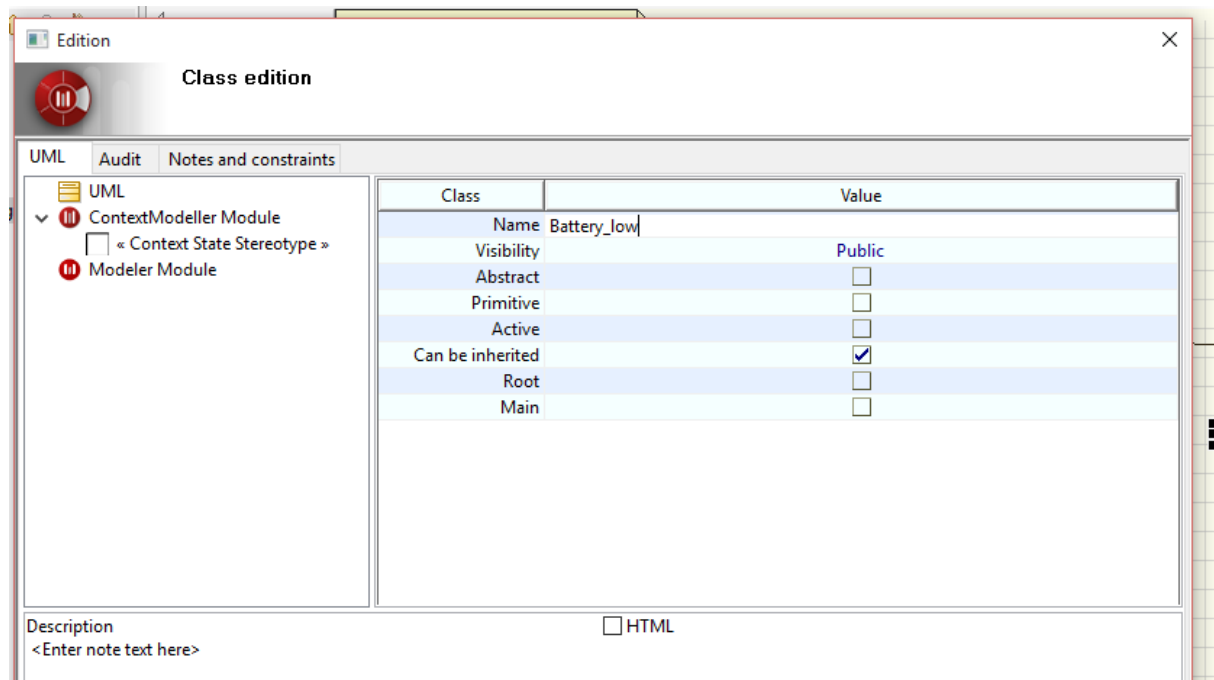 Edition
Class edition
UML Audit Notes and constraints
UML
ContextModeller Module
« Context State Stereotype »
Modeler Module
Class Value
Name Battery_low
Visibility Public
Abstract
Primitive
Active
Can be inherited
Root
Main
Description HTML
<Enter note text here>